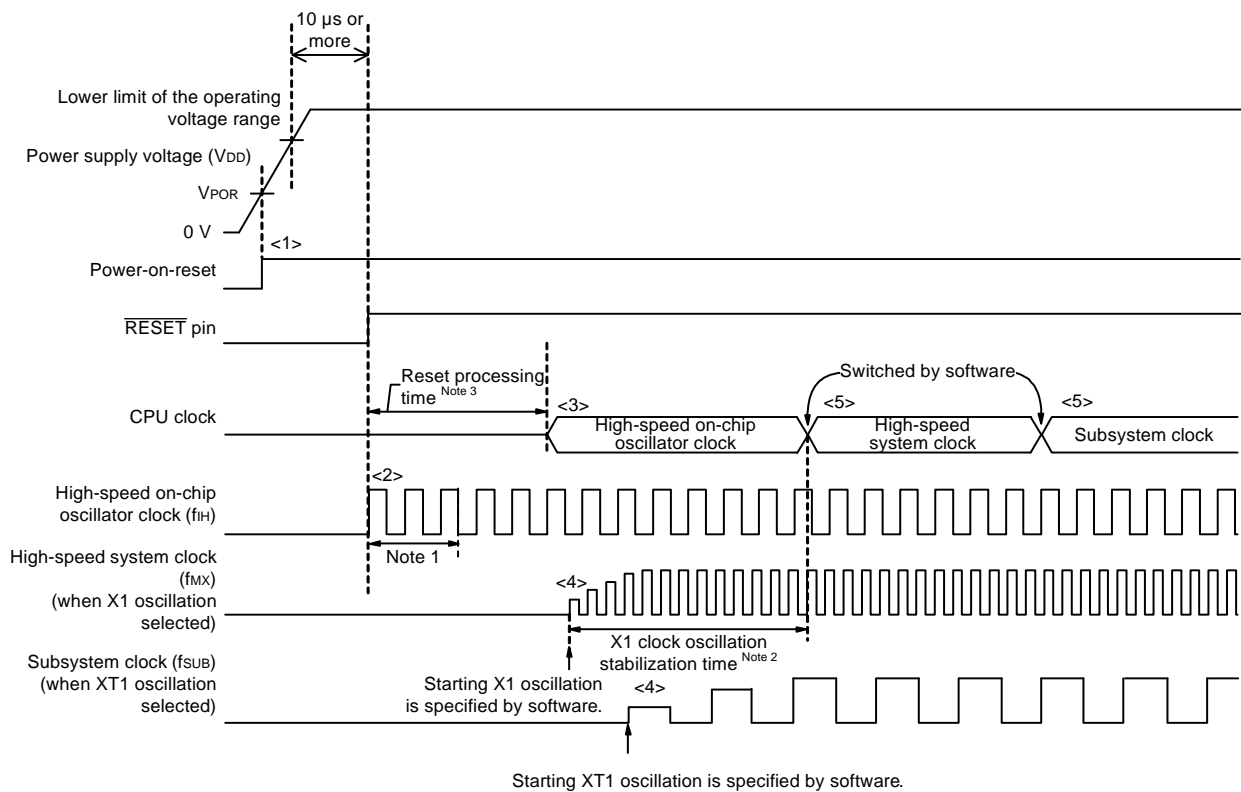 10 µs or
more
Lower limit of the operating
voltage range
Power supply voltage (VDD)
VPOR
0 V
<1>
Power-on-reset
RESET pin
Reset processing
time Note 3
Switched by software
CPU clock
<3>
<5>
<5>
High-speed on-chip
oscillator clock
High-speed
system clock
Subsystem clock
<2>
High-speed on-chip
oscillator clock (fIH)
Note 1
High-speed system clock
(fMX)
(when X1 oscillation
selected)
<4>
X1 clock oscillation
stabilization time Note 2
Subsystem clock (fSUB)
(when XT1 oscillation
selected)
Starting X1 oscillation
is specified by software.
<4>
Starting XT1 oscillation is specified by software.